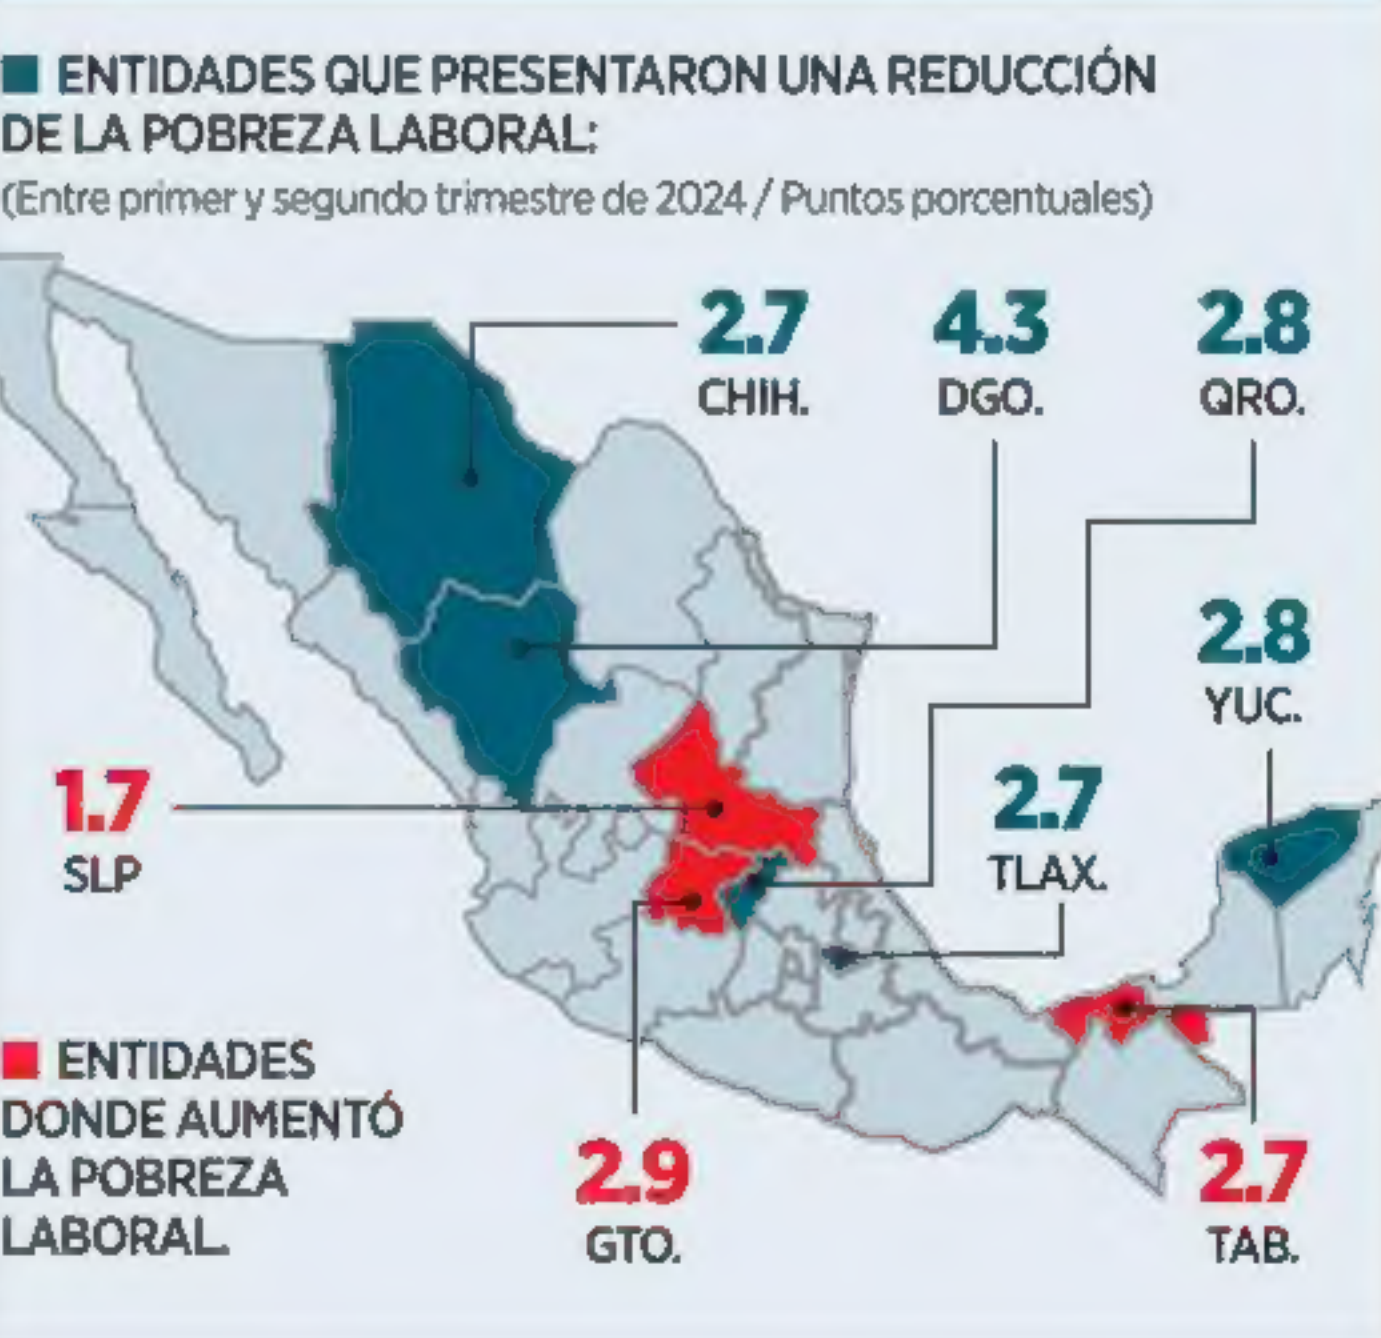 ENTIDADES QUE PRESENTARON UNA REDUCCIÓN
DE LA POBREZA LABORAL:
(Entre primer y segundo trimestre de 2024 / Puntos porcentuales)
2.7
CHIH.
4.3
DGO.
2.8
QRO.
2.8
YUC.
2.7
TLAX.
1.7
SLP
ENTIDADES
DONDE AUMENTÓ
LA POBREZA
LABORAL.
2.9
GTO.
2.7
TAB.